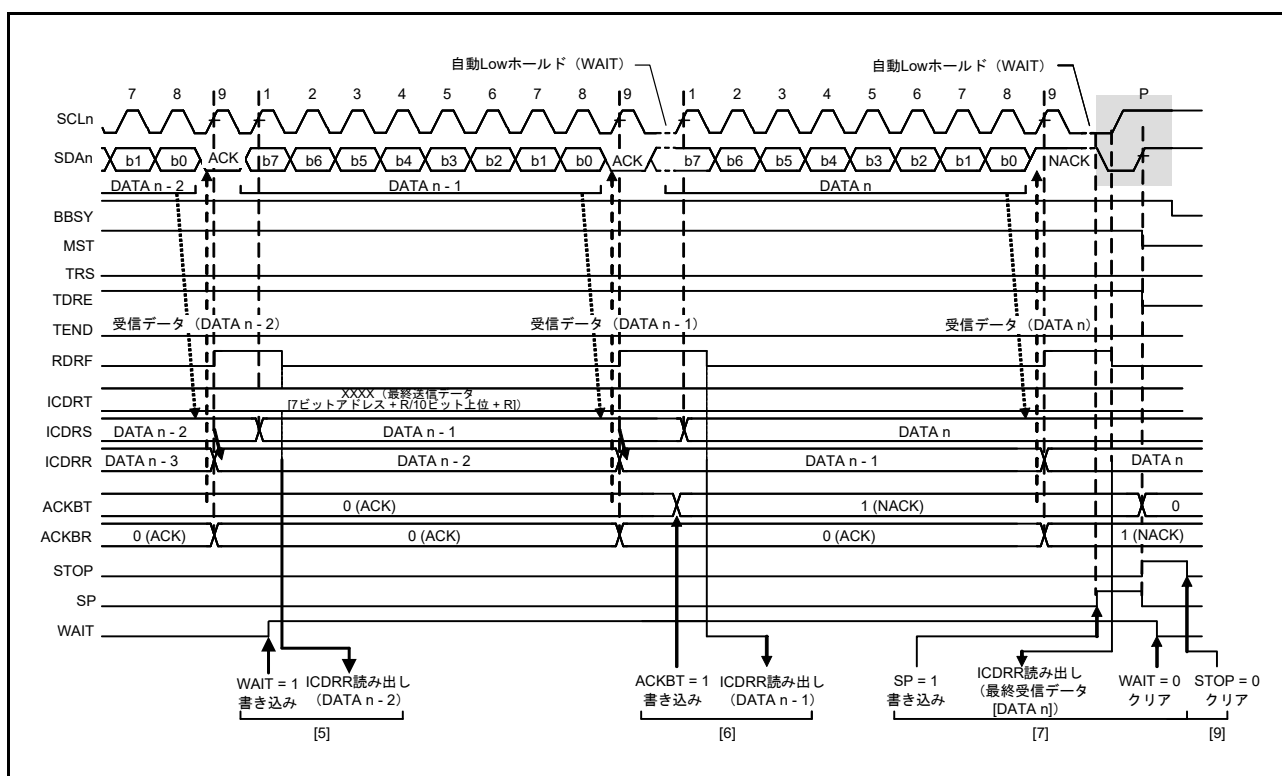 自動Lowホールド（WAIT）
自動Lowホールド（WAIT）
7 8 9 1 2 3 4 5 6 7 8 9 1 2 3 4 5 6 7 8 9 P
SCLn
SDAn b1 b0 ACK b7 b6 b5 b4 b3 b2 b1 b0 ACK b7 b6 b5 b4 b3 b2 b1 b0 NACK
DATA n - 2 DATA n - 1 DATA n
BBSY
MST
TRS
TDRE
TEND 受信データ（DATA n - 2） 受信データ（DATA n - 1） 受信データ（DATA n）
RDRF
ICDRT XXXX（最終送信データ
[7ビットアドレス + R/10ビット上位 + R]）
ICDRS DATA n - 2 DATA n - 1 DATA n
ICDRR DATA n - 3 DATA n - 2 DATA n - 1 DATA n
ACKBT 0 (ACK) 1 (NACK) 0
ACKBR 0 (ACK) 0 (ACK) 0 (ACK) 1 (NACK)
STOP
SP
WAIT
WAIT = 1
書き込み
ICDRR読み出し
（DATA n - 2）
[5]
ACKBT = 1
書き込み
ICDRR読み出し
（DATA n - 1）
[6]
SP = 1
書き込み
ICDRR読み出し
（最終受信データ
[DATA n]）
WAIT = 0
クリア
[7]
STOP = 0
クリア
[9]